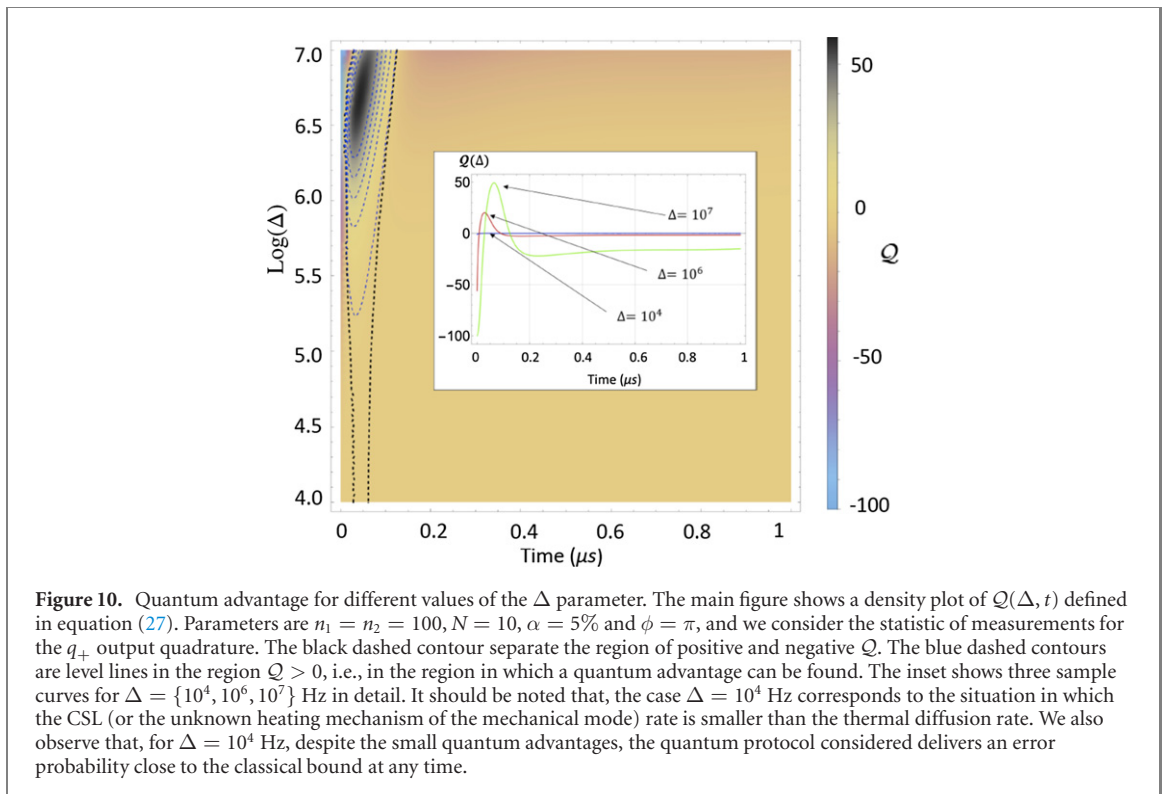 7.0
6.5
6.0
5.5
5.0
4.5
4.0
Log(Δ)
0
0.2
0.4
0.6
0.8
1
Time (μs)
𝒬(Δ)
50
0
−50
−100
0
0.2
0.4
0.6
0.8
1
Time (μs)
Δ= 10⁷
Δ= 10⁶
Δ= 10⁴
50
0
𝒬
-50
-100
Figure 10. Quantum advantage for different values of the Δ parameter. The main figure shows a density plot of 𝒬(Δ, t) defined
in equation (27). Parameters are n₁ = n₂ = 100, N = 10, α = 5% and ϕ = π, and we consider the statistic of measurements for
the q₊ output quadrature. The black dashed contour separate the region of positive and negative 𝒬. The blue dashed contours
are level lines in the region 𝒬 > 0, i.e., in the region in which a quantum advantage can be found. The inset shows three sample
curves for Δ = {10⁴, 10⁶, 10⁷} Hz in detail. It should be noted that, the case Δ = 10⁴ Hz corresponds to the situation in which
the CSL (or the unknown heating mechanism of the mechanical mode) rate is smaller than the thermal diffusion rate. We also
observe that, for Δ = 10⁴ Hz, despite the small quantum advantages, the quantum protocol considered delivers an error
probability close to the classical bound at any time.